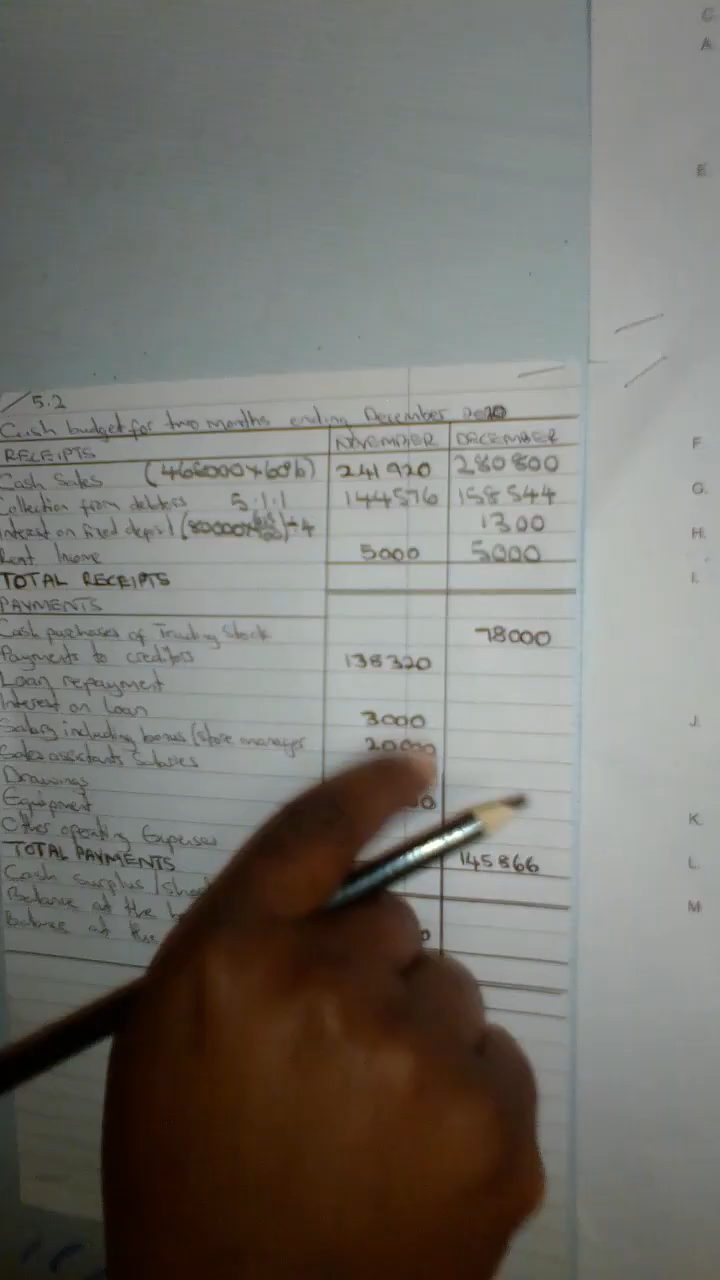 5.2
Cash budget for two months ending December 2020
RECEIPTS NOVEMBER DECEMBER
Cash Sales (468000×60%) 241920 280800
Collection from debtors 5:1:1 144576 158544
Interest on fixed deposit (80000× ÷4 1300
Rent Income 5000 5000
TOTAL RECEIPTS
PAYMENTS
Cash purchases of Trading Stock 78000
Payments to creditors 138320
Loan repayment
Interest on Loan 3000
Salary including bonus (store manager 20000
Sales assistants Salaries
Drawings
Equipment
Other operating Expenses
TOTAL PAYMENTS 145866
Cash surplus
Balance at the
Balance at
C
A
E
F
G.
H.
I.
J.
K.
L.
M